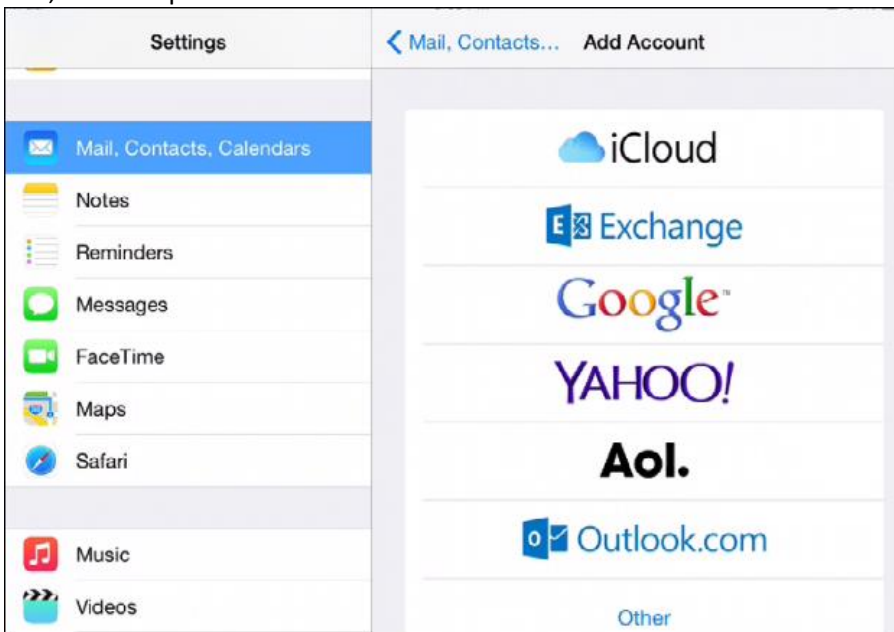 Settings
Mail, Contacts... Add Account
Mail, Contacts, Calendars
Notes
Reminders
Messages
FaceTime
Maps
Safari
Music
Videos
iCloud
E Exchange
Google™
YAHOO!
Aol.
o Outlook.com
Other